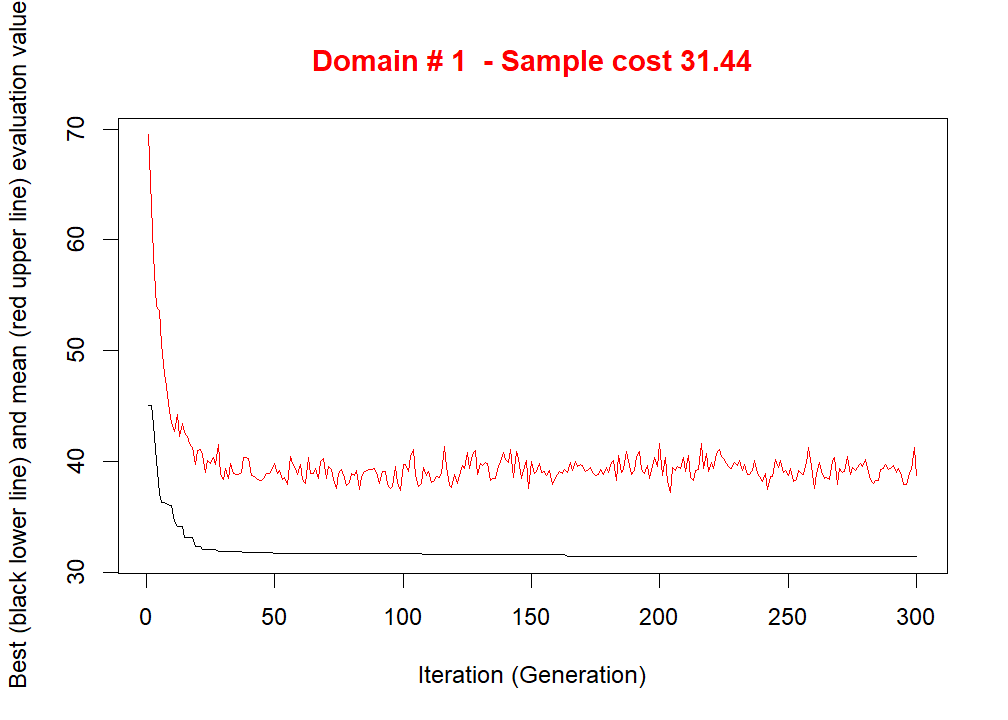 Domain # 1  - Sample cost 31.44
Best (black lower line) and mean (red upper line) evaluation value
70
60
50
40
30
0 50 100 150 200 250 300
Iteration (Generation)